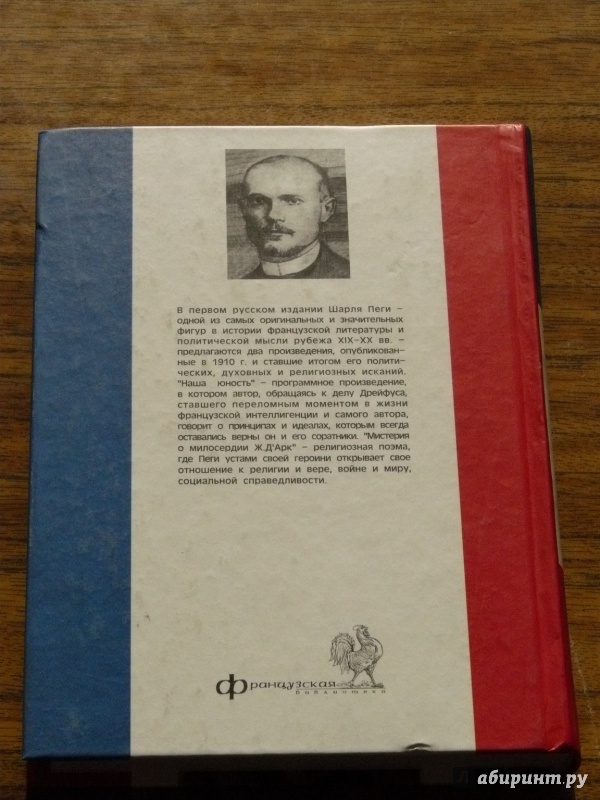 В первом русском издании Шарля Пеги –
одной из самых оригинальных и значительных
фигур в истории французской литературы и
политической мысли рубежа XIX–XX вв. –
предлагаются два произведения, опубликован-
ные в 1910 г. и ставшие итогом его полити-
ческих, духовных и религиозных исканий.
"Наша юность" – программное произведение,
в котором автор, обращаясь к делу Дрейфуса,
ставшего переломным моментом в жизни
французской интеллигенции и самого автора,
говорит о принципах и идеалах, которым всегда
оставались верны он и его соратники. "Мистерия
о милосердии Ж.Д'Арк" – религиозная поэма,
где Пеги устами своей героини открывает свое
отношение к религии и вере, войне и миру,
социальной справедливости.
Французская
библиотека
лабиринт.ру